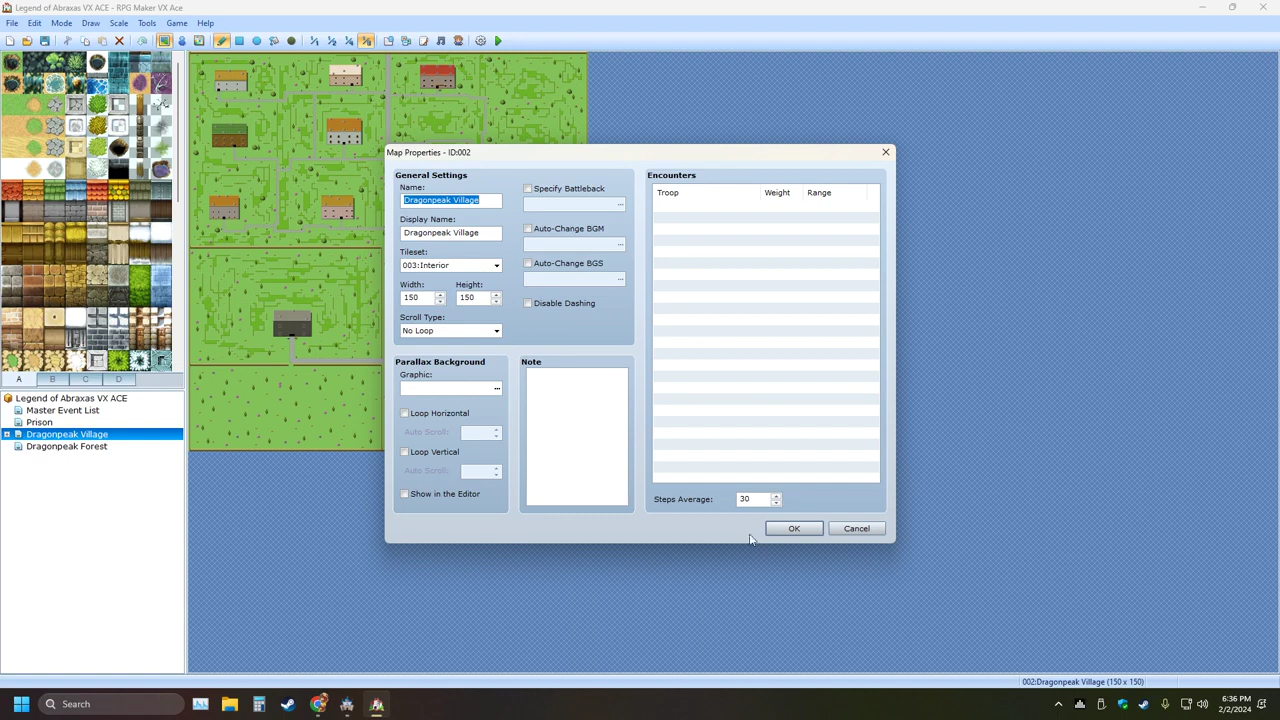 Legend of Abraxas VX ACE - RPG Maker VX Ace
File Edit Mode Draw Scale Tools Game Help
Map Properties - ID:002
General Settings
Name:
Dragonpeak Village
Display Name:
Dragonpeak Village
Tileset:
003:Interior
Width:
Height:
150
150
Scroll Type:
No Loop
Specify Battleback
...
Auto-Change BGM
...
Auto-Change BGS
...
Disable Dashing
Parallax Background
Graphic:
...
Loop Horizontal
Auto Scroll:
Loop Vertical
Auto Scroll:
Show in the Editor
Note
Encounters
Troop Weight Range
Steps Average: 30
OK Cancel
A B C D
Legend of Abraxas VX ACE
Master Event List
Prison
Dragonpeak Village
Dragonpeak Forest
002:Dragonpeak Village (150 x 150)
Search
6:36 PM
2/2/2024